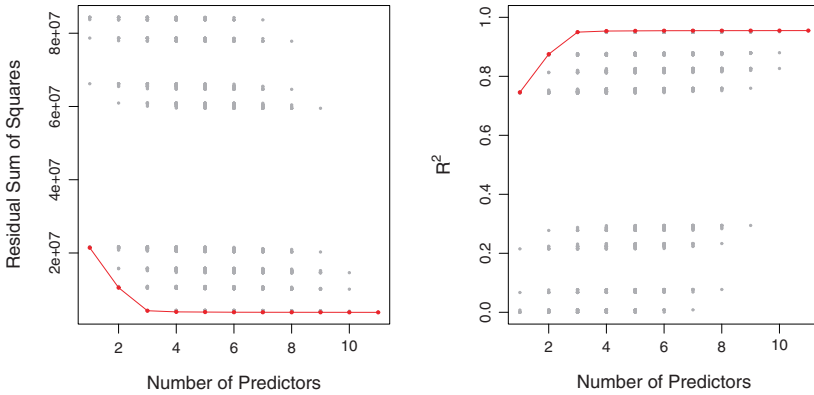 Residual Sum of Squares
2e+07
4e+07
6e+07
8e+07
2
4
6
8
10
Number of Predictors
R²
0.0
0.2
0.4
0.6
0.8
1.0
2
4
6
8
10
Number of Predictors